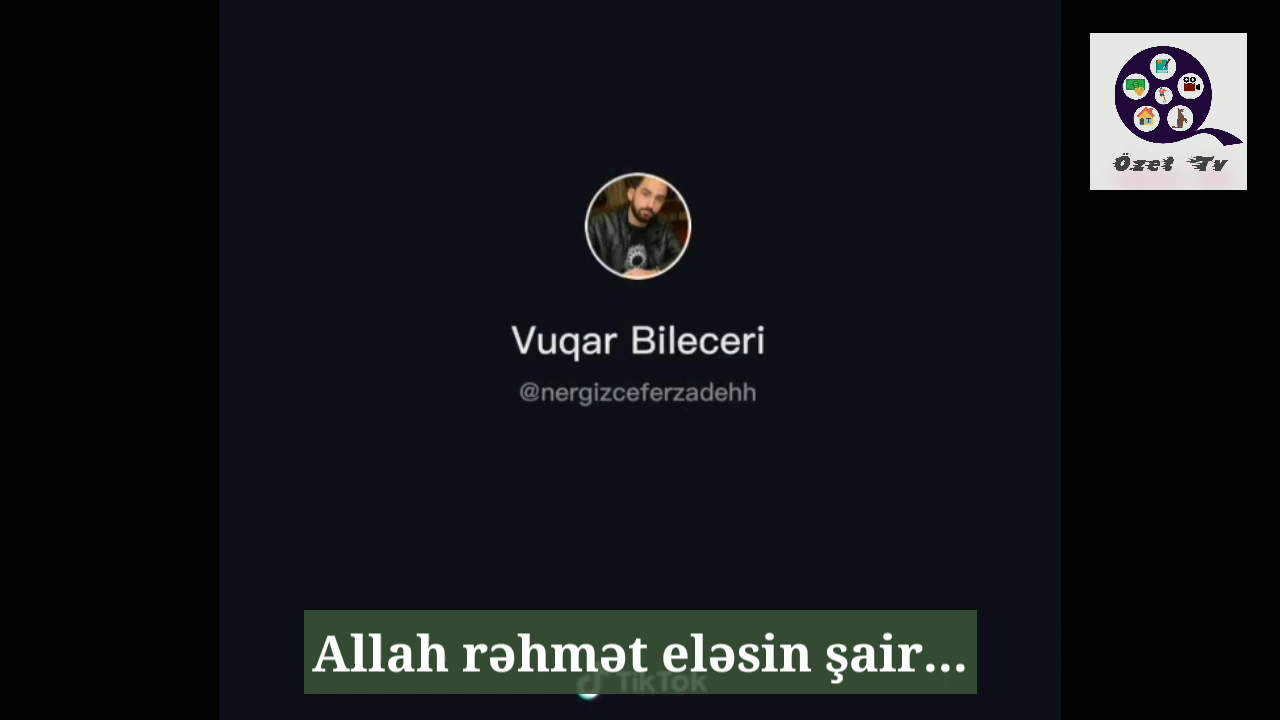 Özet Tv
Vuqar Bileceri
@nergizceferzadehh
Allah rəhmət eləsin şair...
TikTok